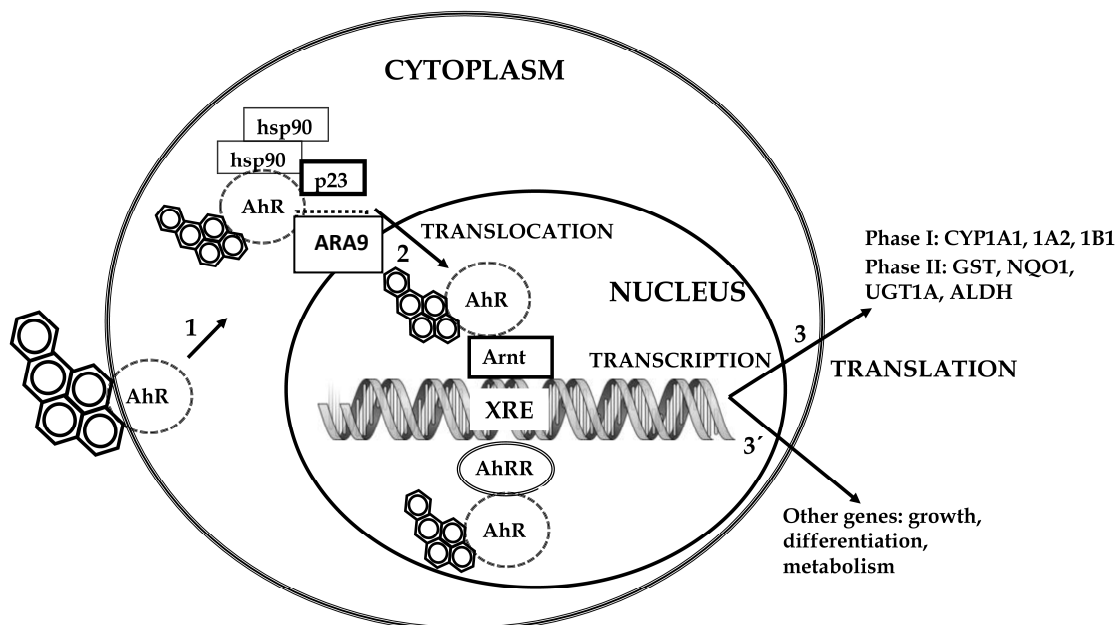 CYTOPLASM
hsp90
hsp90
p23
AhR
ARA9
2
TRANSLOCATION
AhR
NUCLEUS
Phase I: CYP1A1, 1A2, 1B1
Phase II: GST, NQO1,
UGT1A, ALDH
1
3
Arnt
TRANSCRIPTION
TRANSLATION
AhR
XRE
3´
AhRR
AhR
Other genes: growth,
differentiation,
metabolism